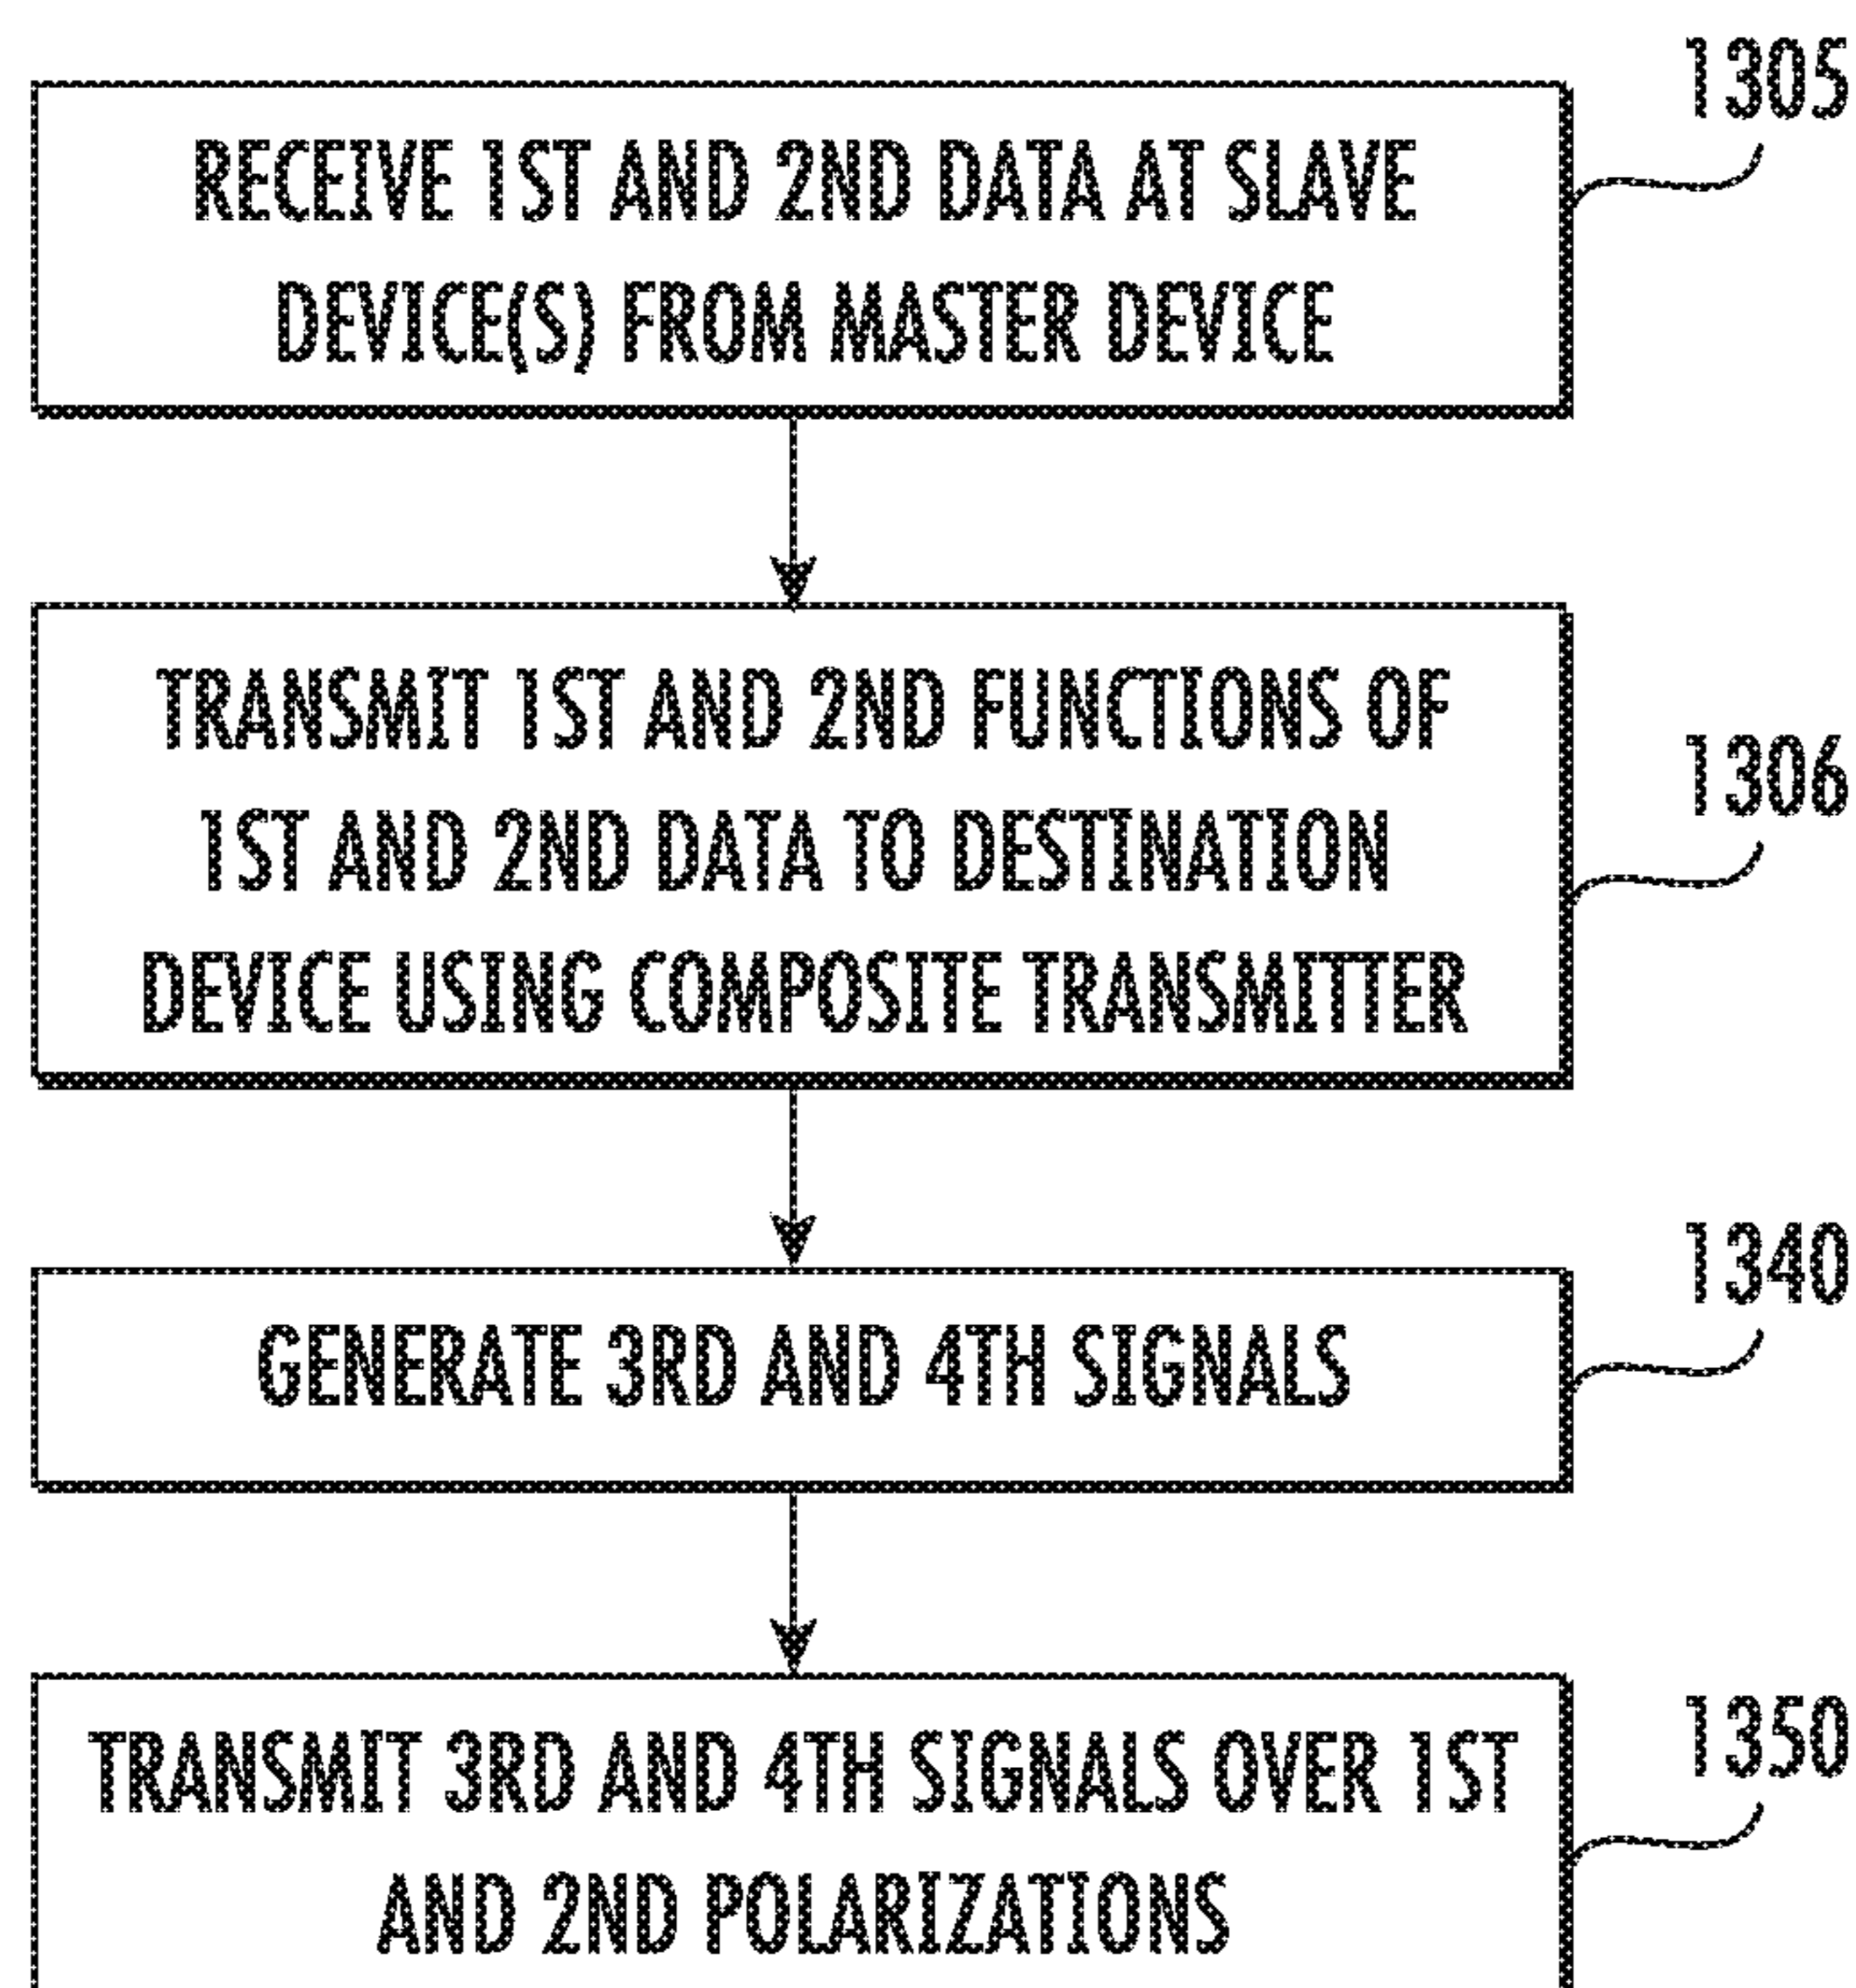 1305
RECEIVE 1ST AND 2ND DATA AT SLAVE
DEVICE(S) FROM MASTER DEVICE
TRANSMIT 1ST AND 2ND FUNCTIONS OF
1306
1ST AND 2ND DATA TO DESTINATION
DEVICE USING COMPOSITE TRANSMITTER
1340
GENERATE 3RD AND 4TH SIGNALS
1350
TRANSMIT 3RD AND 4TH SIGNALS OVER 1ST
AND 2ND POLARIZATIONS